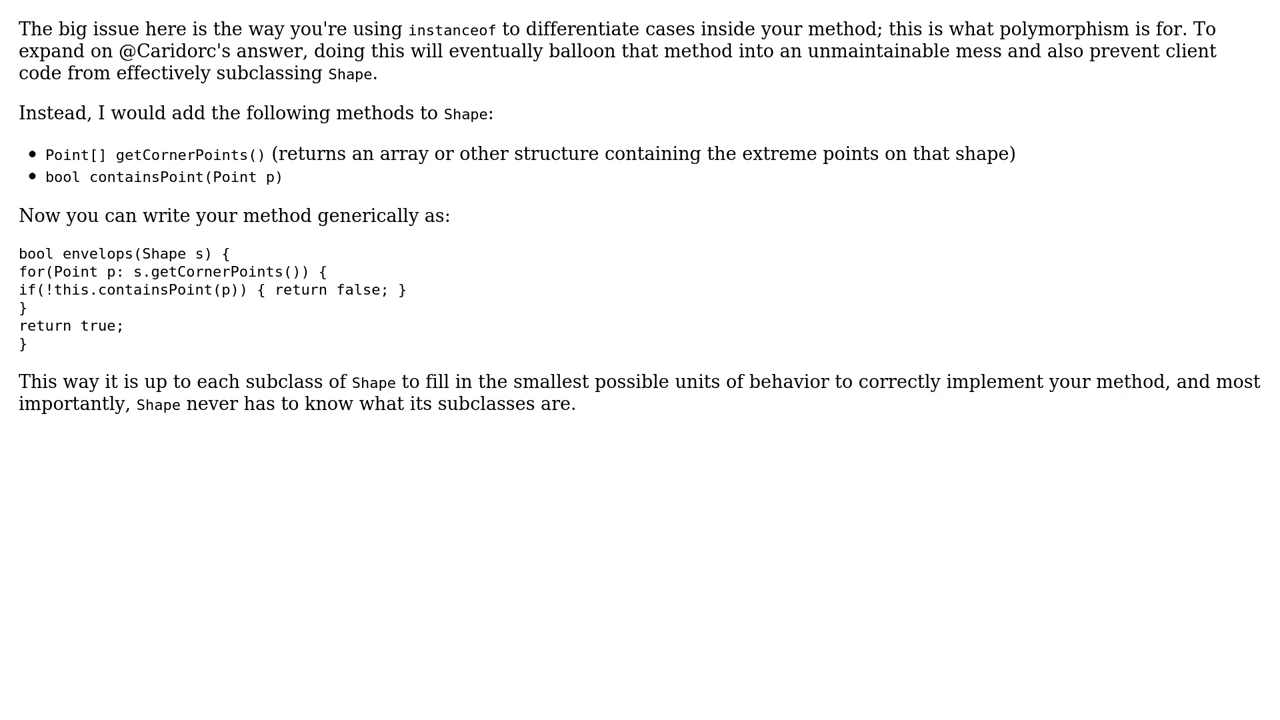 The big issue here is the way you're using instanceof to differentiate cases inside your method; this is what polymorphism is for. To
expand on @Caridorc's answer, doing this will eventually balloon that method into an unmaintainable mess and also prevent client
code from effectively subclassing Shape.
Instead, I would add the following methods to Shape:
• Point[] getCornerPoints() (returns an array or other structure containing the extreme points on that shape)
• bool containsPoint(Point p)
Now you can write your method generically as:
bool envelops(Shape s) {
for(Point p: s.getCornerPoints()) {
if(!this.containsPoint(p)) { return false; }
}
return true;
}
This way it is up to each subclass of Shape to fill in the smallest possible units of behavior to correctly implement your method, and most
importantly, Shape never has to know what its subclasses are.